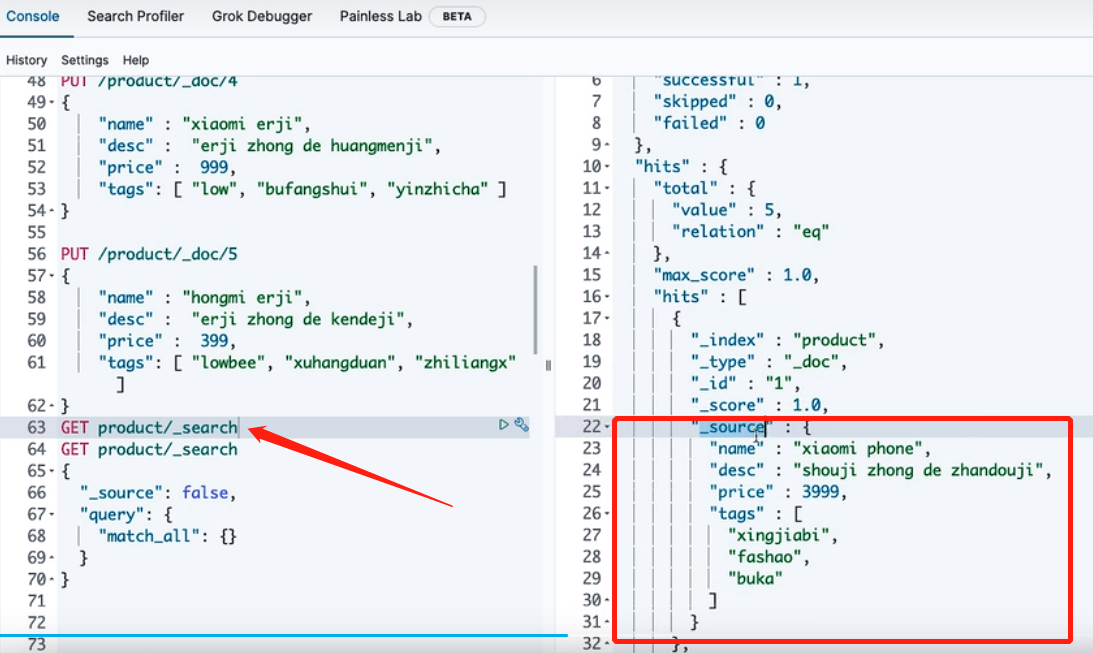 Console Search Profiler Grok Debugger Painless Lab BETA
History Settings Help
48 PUT /product/_doc/4
49 {
50 "name" : "xiaomi erji",
51 "desc" : "erji zhong de huangmenji",
52 "price" : 999,
53 "tags": [ "low", "bufangshui", "yinzhicha" ]
54 }
55
56 PUT /product/_doc/5
57 {
58 "name" : "hongmi erji",
59 "desc" : "erji zhong de kendeji",
60 "price" : 399,
61 "tags": [ "lowbee", "xuhangduan", "zhiliangx"
]
62 }
63 GET product/_search
64 GET product/_search
65 {
66 "_source": false,
67 "query": {
68 "match_all": {}
69 }
70 }
71
72
73
6 "successful" : 1,
7 "skipped" : 0,
8 "failed" : 0
9 },
10 "hits" : {
11 "total" : {
12 "value" : 5,
13 "relation" : "eq"
14 },
15 "max_score" : 1.0,
16 "hits" : [
17 {
18 "_index" : "product",
19 "_type" : "_doc",
20 "_id" : "1",
21 "_score" : 1.0,
22 "_source" : {
23 "name" : "xiaomi phone",
24 "desc" : "shouji zhong de zhandouji",
25 "price" : 3999,
26 "tags" : [
27 "xingjiabi",
28 "fashao",
29 "buka"
30 ]
31 }
32 },